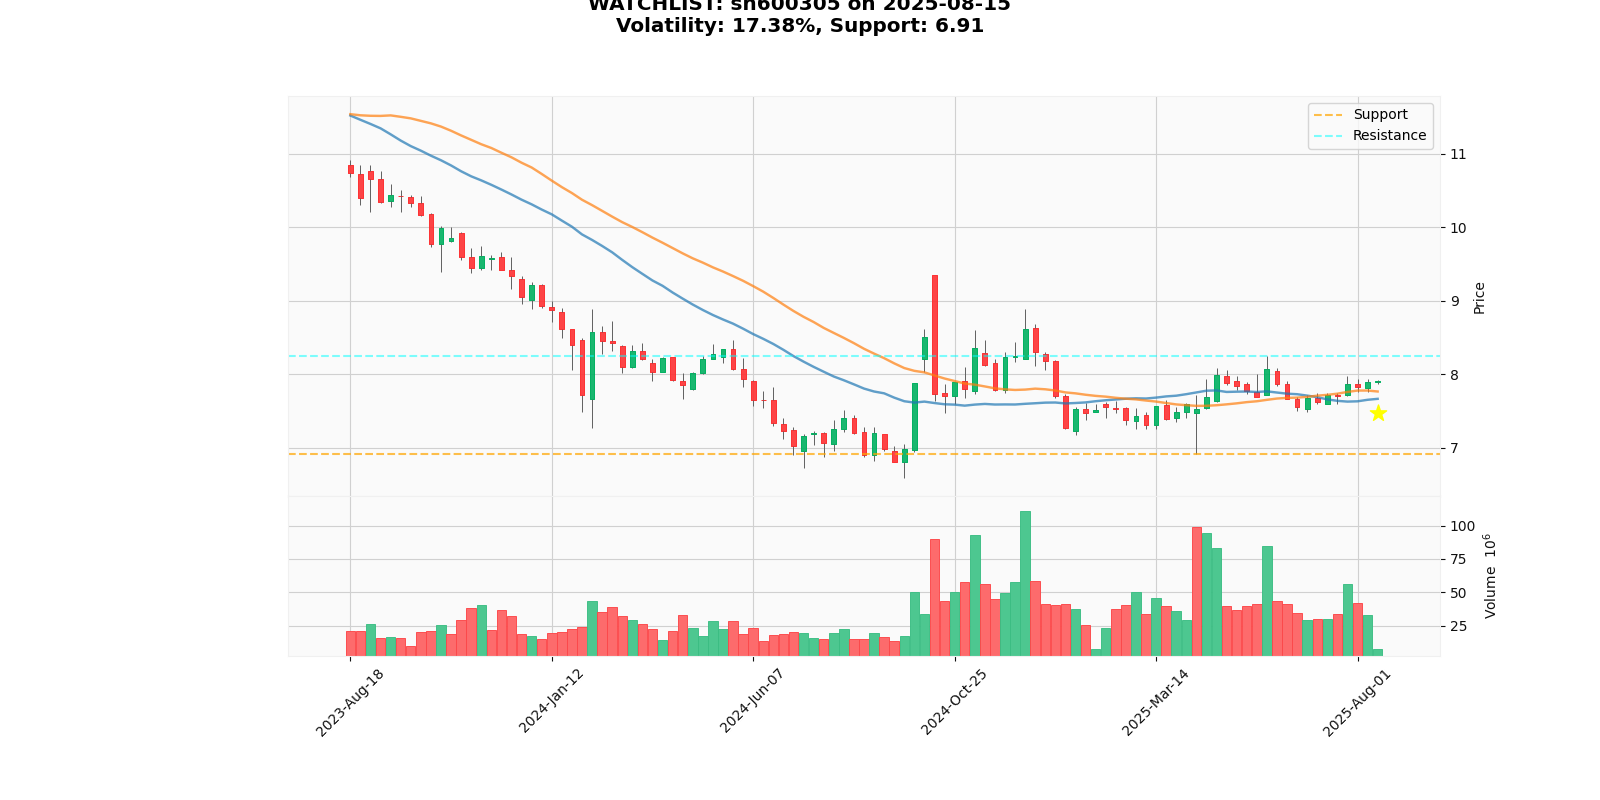 WATCHLIST: sh600305 on 2025-08-15
Volatility: 17.38%, Support: 6.91
Support
Resistance
11
10
9
8
7
Price
100
75
50
25
Volume 10^6
2023-Aug-18
2024-Jan-12
2024-Jun-07
2024-Oct-25
2025-Mar-14
2025-Aug-01